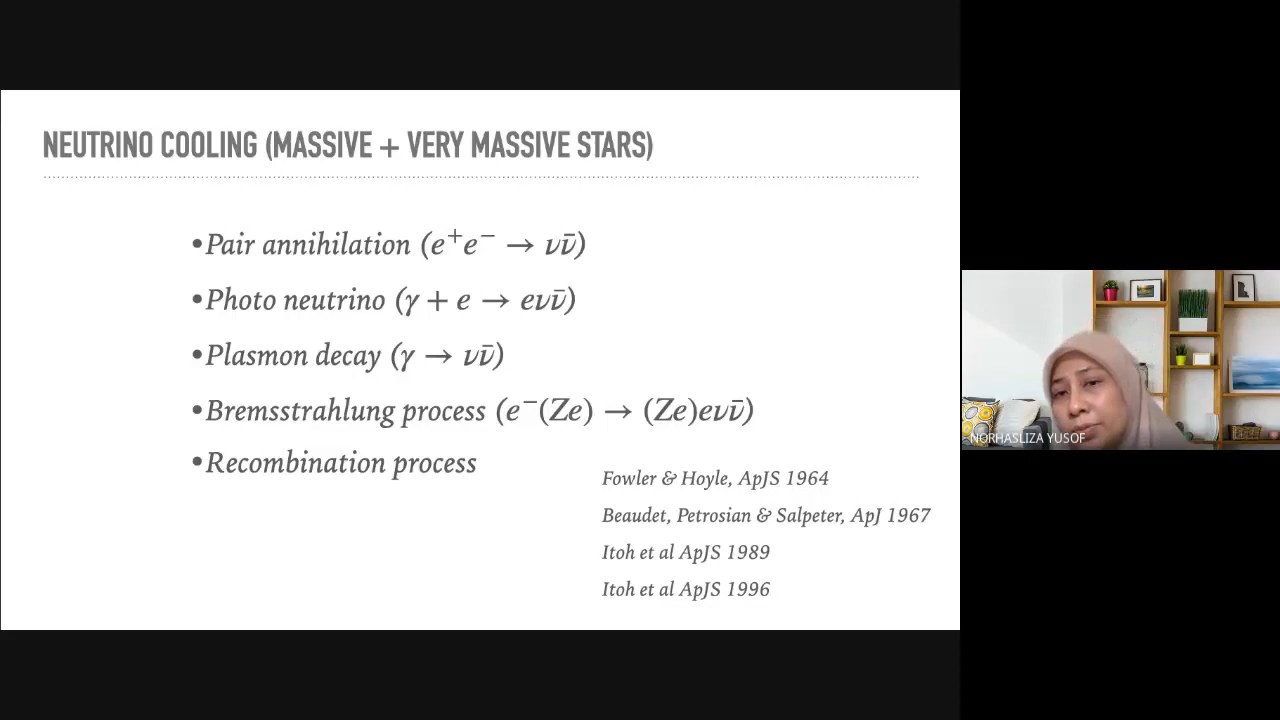 NEUTRINO COOLING (MASSIVE + VERY MASSIVE STARS)
•Pair annihilation (e⁺e⁻ → νν̄)
•Photo neutrino (γ + e → eνν̄)
•Plasmon decay (γ → νν̄)
•Bremsstrahlung process (e⁻(Ze) → (Ze)eνν̄)
•Recombination process
Fowler & Hoyle, ApJS 1964
Beaudet, Petrosian & Salpeter, ApJ 1967
Itoh et al ApJS 1989
Itoh et al ApJS 1996
NORHASLIZA YUSOF